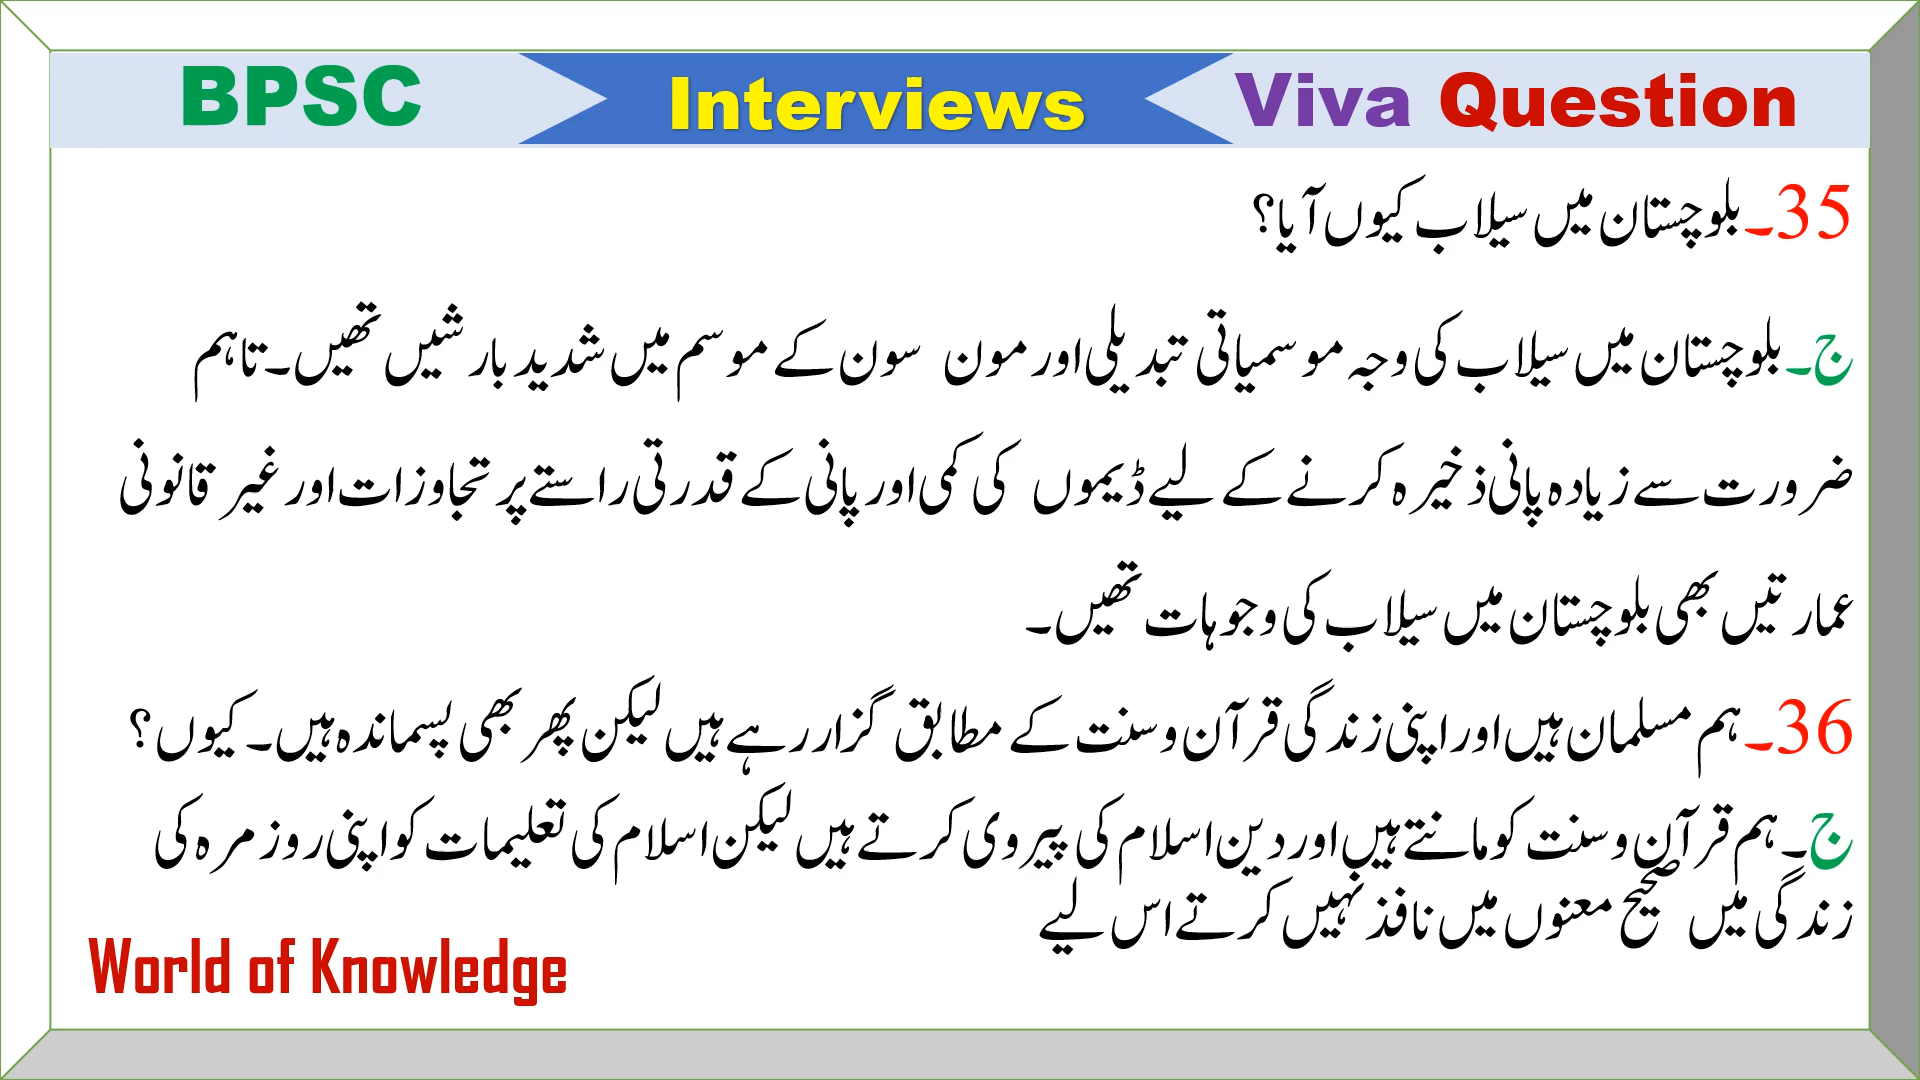 BPSC Interviews Viva Question
35۔ بلوچستان میں سیلاب کیوں آیا؟
ج۔ بلوچستان میں سیلاب کی وجہ موسمیاتی تبدیلی اور مون سون کے موسم میں شدید بارشیں تھیں۔ تاہم
ضرورت سے زیادہ پانی ذخیرہ کرنے کے لیے ڈیموں کی کمی اور پانی کے قدرتی راستے پر تجاوزات اور غیر قانونی
عمارتیں بھی بلوچستان میں سیلاب کی وجوہات تھیں۔
36۔ ہم مسلمان ہیں اور اپنی زندگی قرآن و سنت کے مطابق گزار رہے ہیں لیکن پھر بھی پسماندہ ہیں۔ کیوں؟
ج۔ ہم قرآن و سنت کو مانتے ہیں اور دین اسلام کی پیروی کرتے ہیں لیکن اسلام کی تعلیمات کو اپنی روزمرہ کی
زندگی میں صحیح معنوں میں نافذ نہیں کرتے اس لیے
World of Knowledge